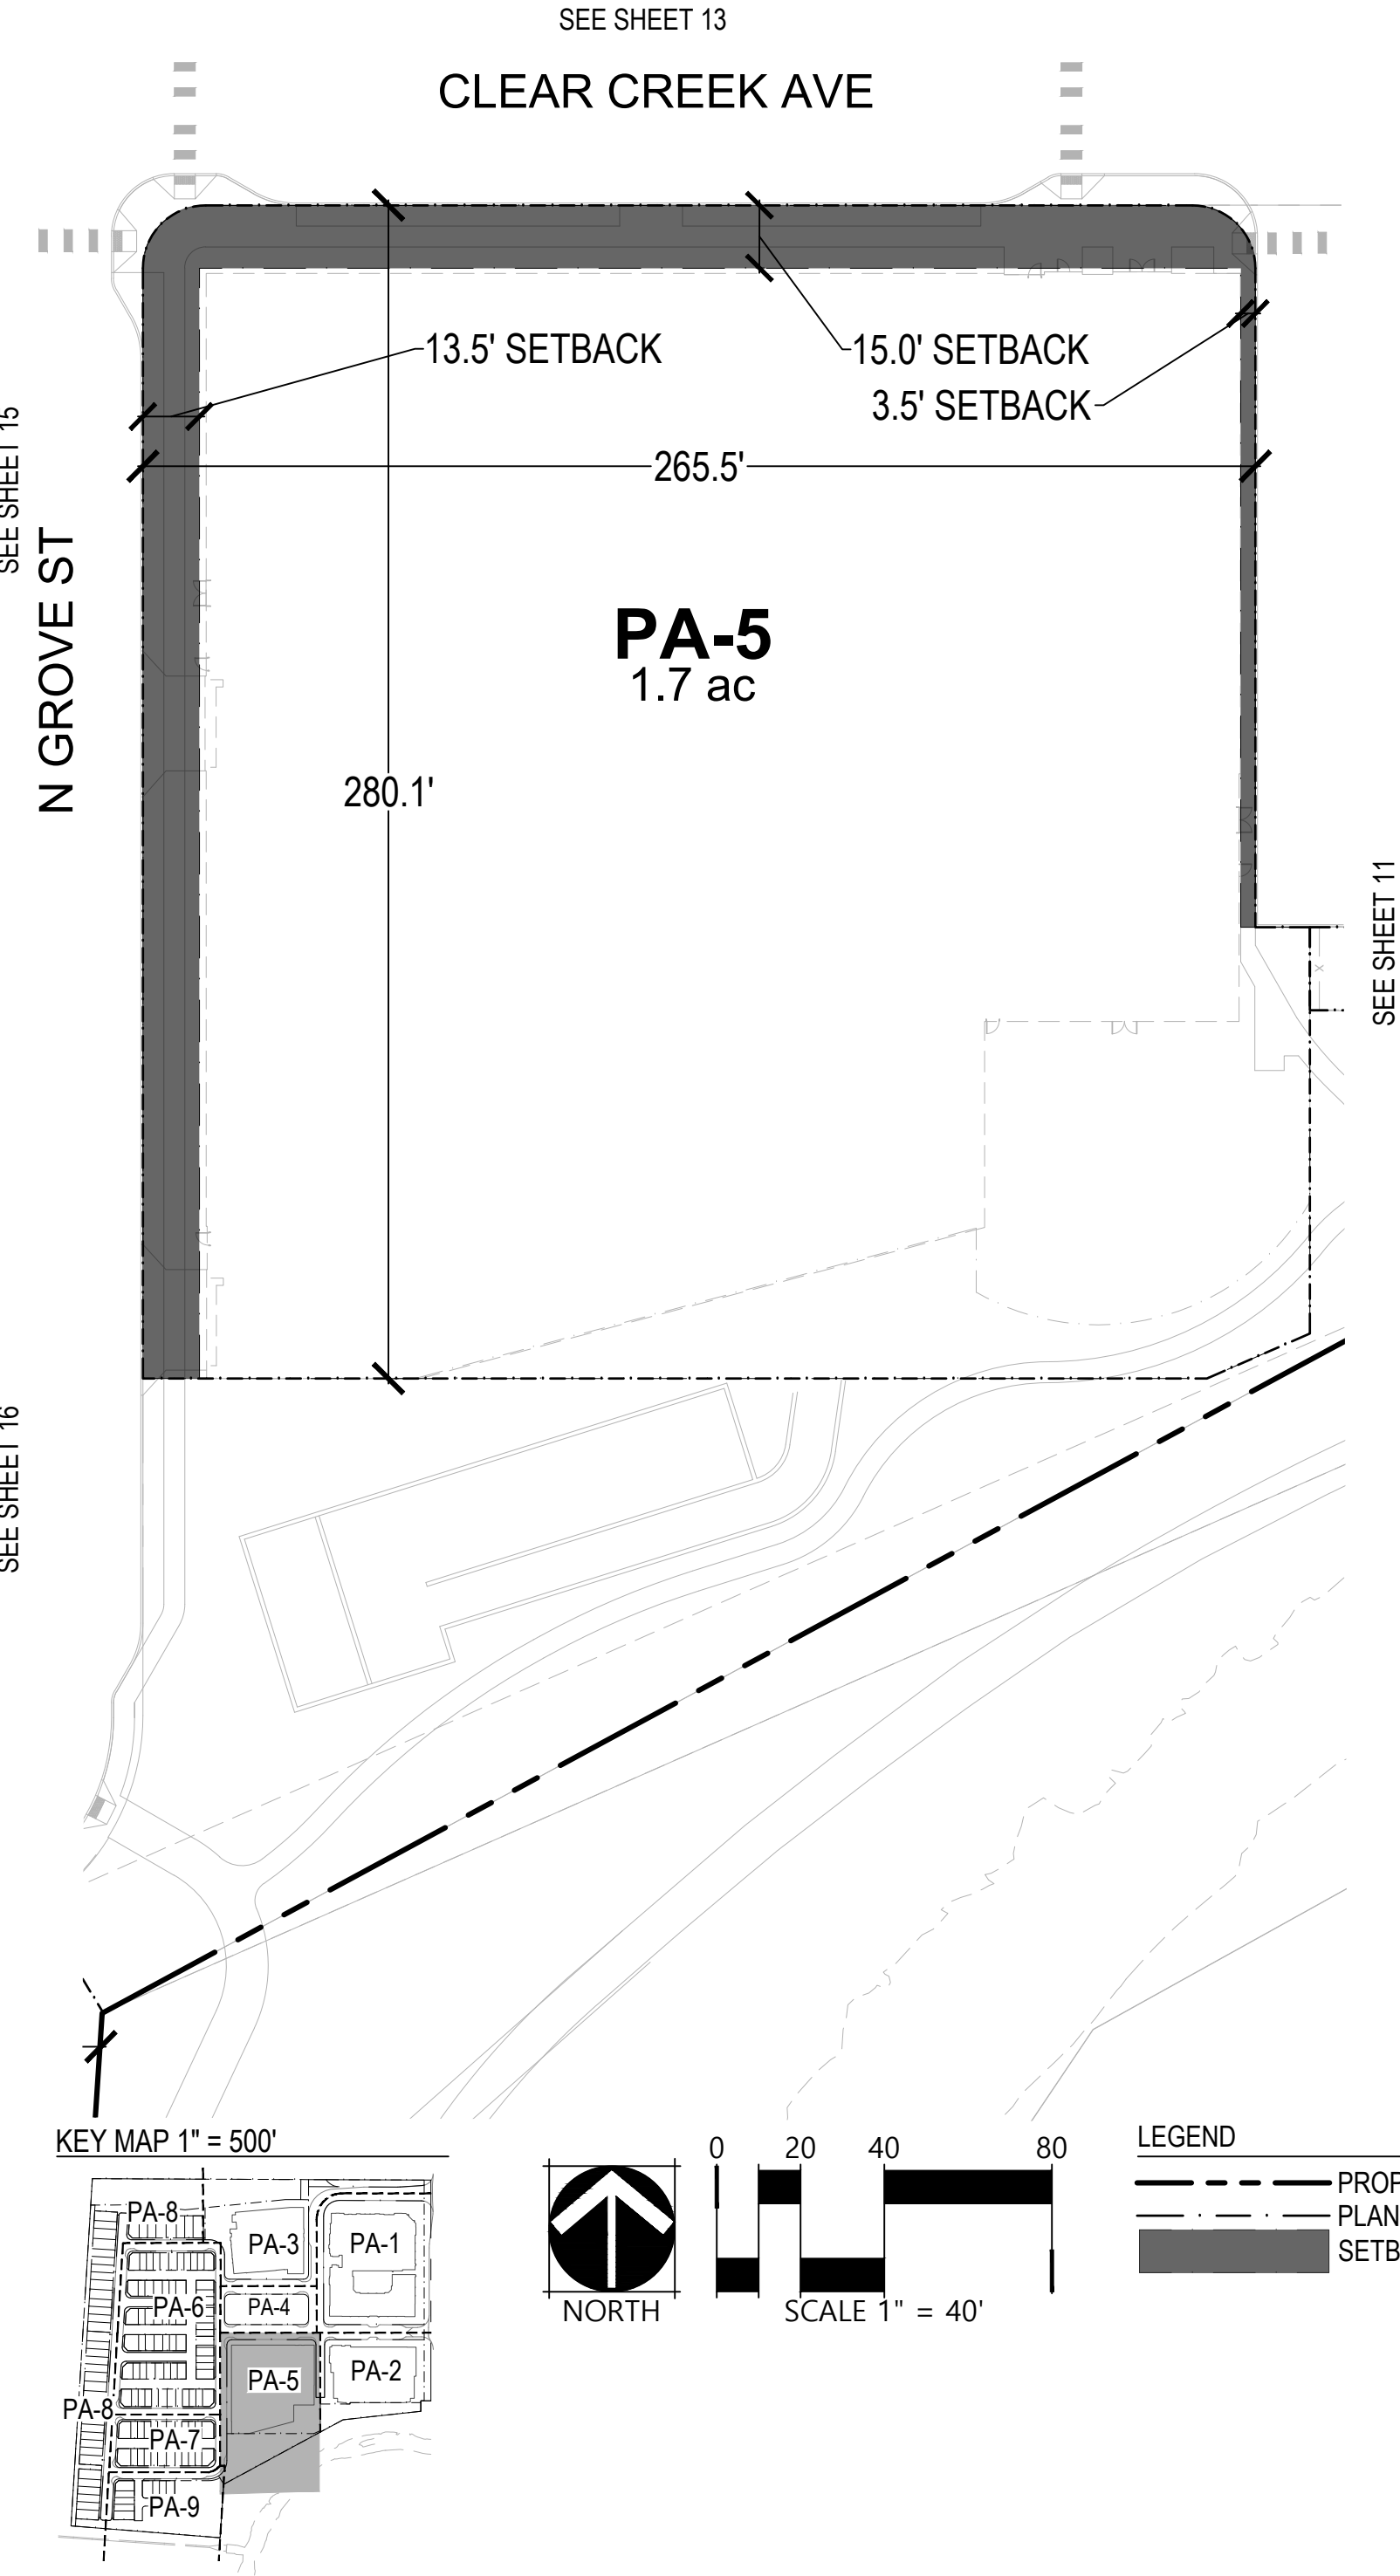 SEE SHEET 13
CLEAR CREEK AVE
13.5' SETBACK
15.0' SETBACK
3.5' SETBACK
SEE SHEET 15
265.5'
N GROVE ST
PA-5
1.7 ac
280.1'
SEE SHEET 11
X
SEE SHEET 16
KEY MAP 1" = 500'
PA-8
PA-3
PA-1
PA-6
PA-4
PA-5
PA-2
PA-8
PA-7
PA-9
NORTH
0 20 40 80
SCALE 1" = 40'
LEGEND
PROP
PLAN
SETB